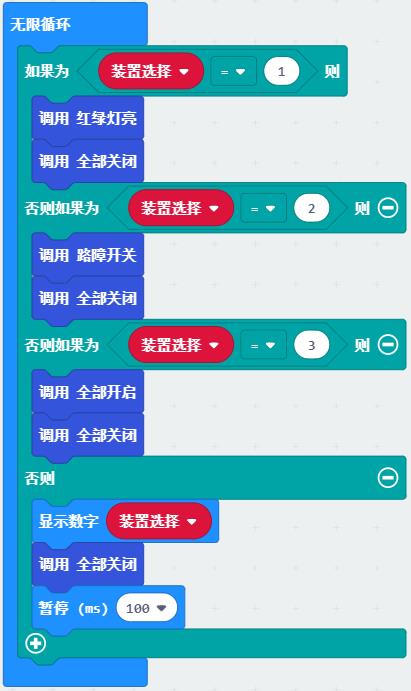 无限循环
如果为 装置选择 = 1 则
调用 红绿灯亮
调用 全部关闭
否则如果为 装置选择 = 2 则
调用 路障开关
调用 全部关闭
否则如果为 装置选择 = 3 则
调用 全部开启
调用 全部关闭
否则
显示数字 装置选择
调用 全部关闭
暂停 (ms) 100